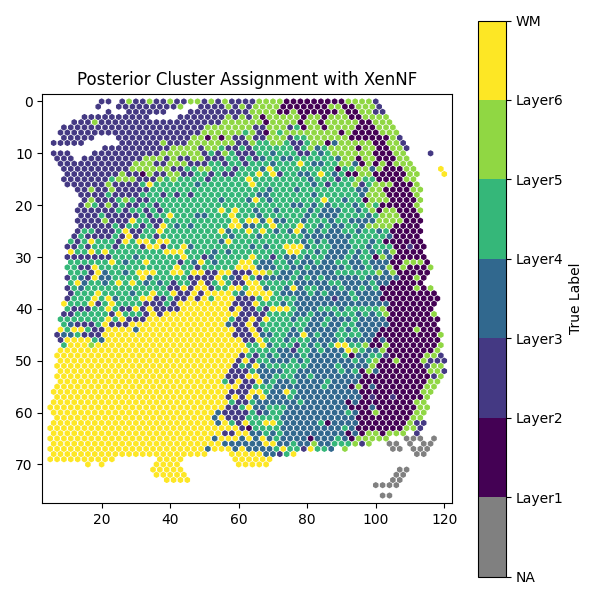 Posterior Cluster Assignment with XenNF
0
10
20
30
40
50
60
70
20
40
60
80
100
120
WM
Layer6
Layer5
Layer4
Layer3
Layer2
Layer1
NA
True Label